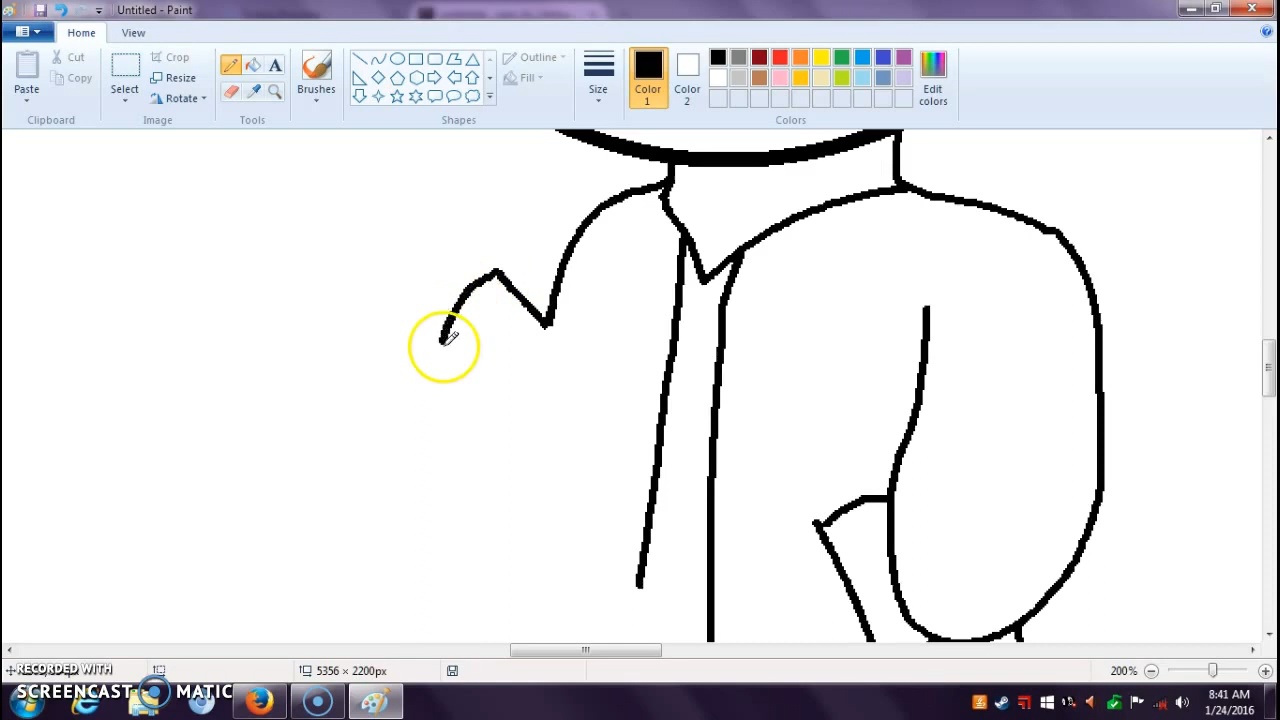 Untitled - Paint
Home View
Paste
Cut
Copy
Clipboard
Select
Crop
Resize
Rotate
Image
Tools
Brushes
Shapes
Outline
Fill
Size
Color 1
Color 2
Edit colors
Colors
5356 × 2200px
200%
RECORDED WITH
SCREENCAST MATIC
8:41 AM
1/24/2016